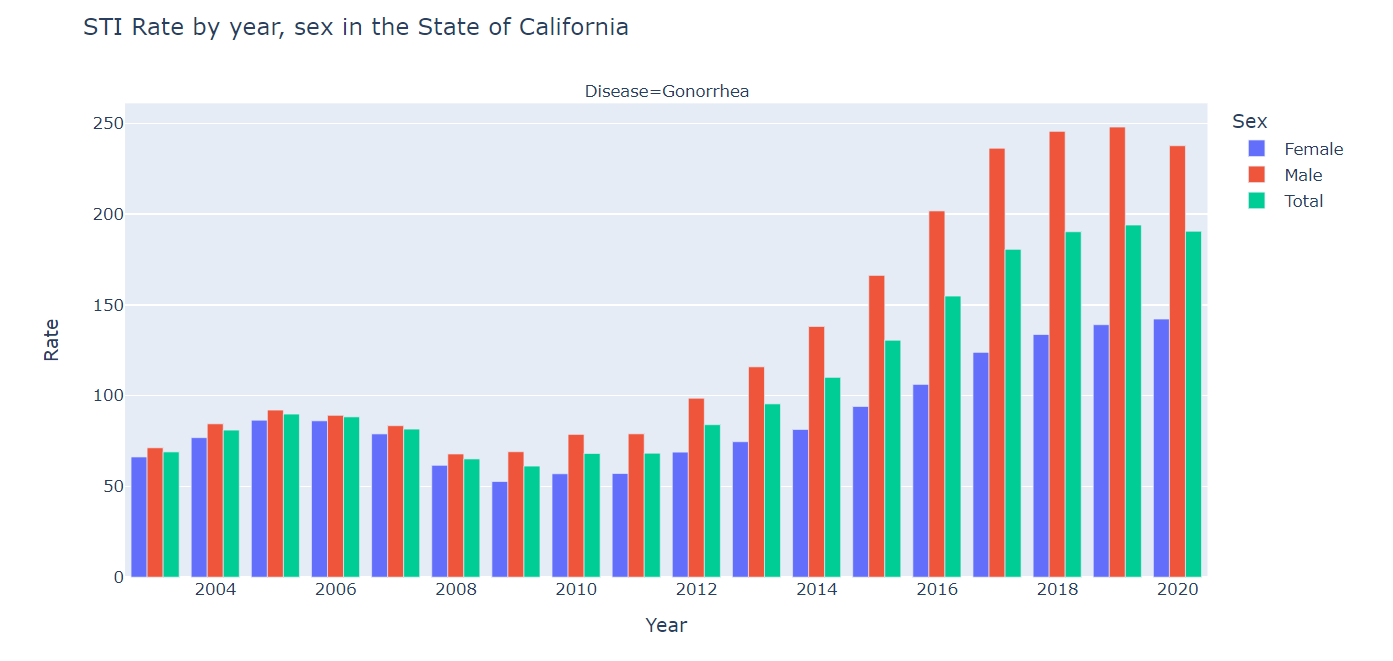 STI Rate by year, sex in the State of California
Disease=Gonorrhea
Sex
Female
Male
Total
Rate
250
200
150
100
50
0
2004 2006 2008 2010 2012 2014 2016 2018 2020
Year